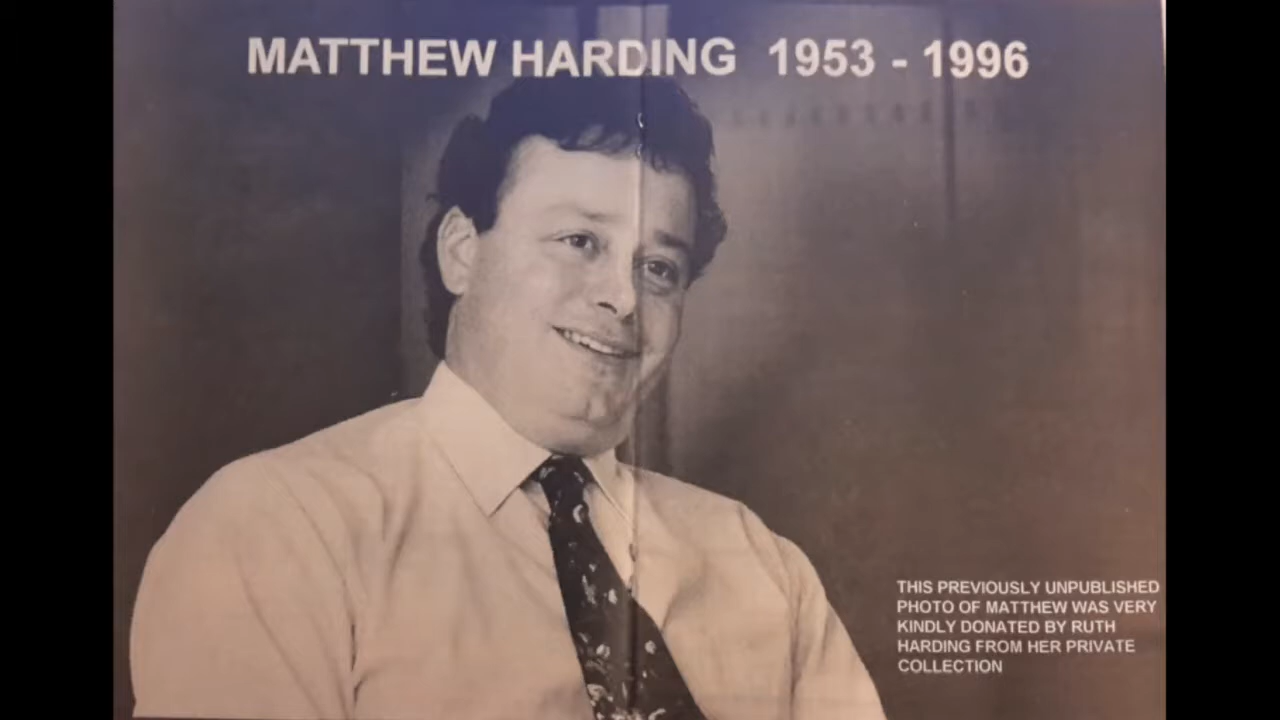 MATTHEW HARDING 1953 - 1996
THIS PREVIOUSLY UNPUBLISHED
PHOTO OF MATTHEW WAS VERY
KINDLY DONATED BY RUTH
HARDING FROM HER PRIVATE
COLLECTION